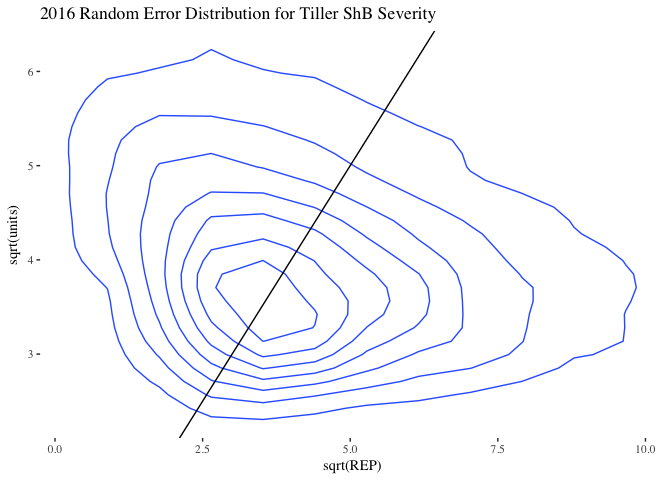 2016 Random Error Distribution for Tiller ShB Severity
6
5
4
3
sqrt(units)
0.0 2.5 5.0 7.5 10.0
sqrt(REP)